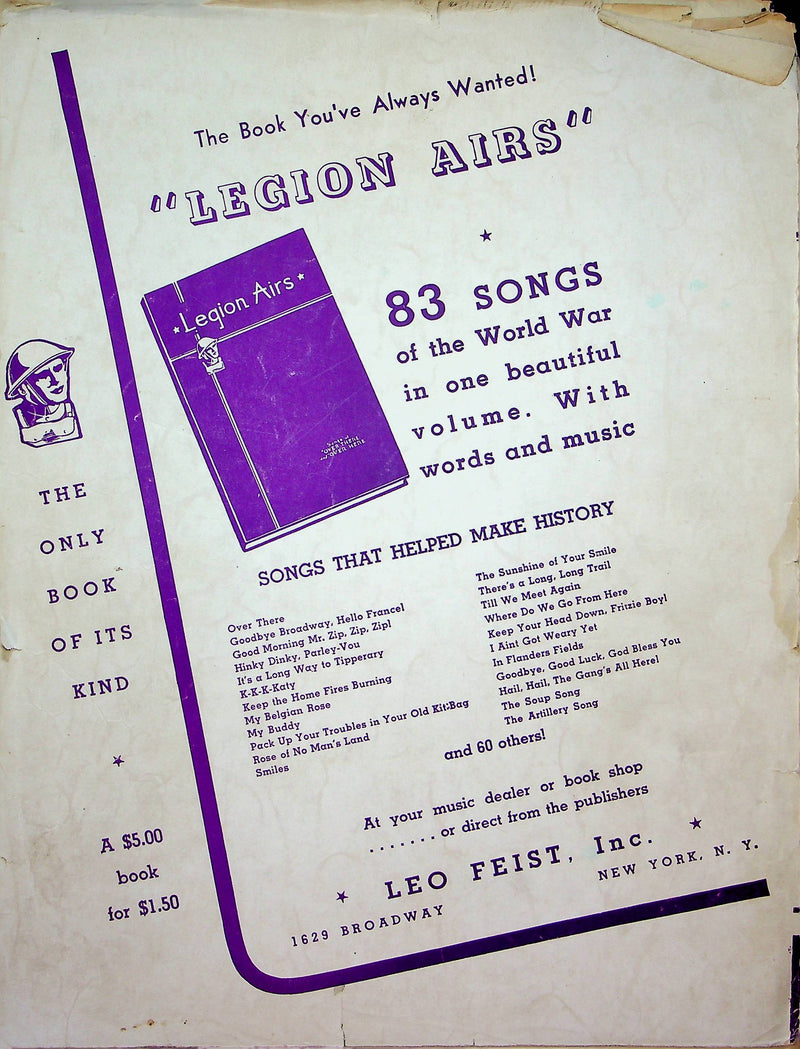 The Book You've Always Wanted!
"LEGION AIRS"
Legion Airs
SONGS
"OVER THERE
and OVER HERE
83 SONGS
of the World War
in one beautiful
volume. With
words and music
THE
ONLY
BOOK
OF ITS
KIND
A $5.00
book
for $1.50
SONGS THAT HELPED MAKE HISTORY
Over There
Goodbye Broadway, Hello France!
Good Morning Mr. Zip, Zip, Zip!
Hinky Dinky, Parley-Vou
It's a Long Way to Tipperary
K-K-K-Katy
Keep the Home Fires Burning
My Belgian Rose
My Buddy
Pack Up Your Troubles in Your Old Kit-Bag
Rose of No Man's Land
Smiles
The Sunshine of Your Smile
There's a Long, Long Trail
Till We Meet Again
Where Do We Go From Here
Keep Your Head Down, Fritzie Boy!
I Aint Got Weary Yet
In Flanders Fields
Goodbye, Good Luck, God Bless You
Hail, Hail, The Gang's All Here!
The Soup Song
The Artillery Song
and 60 others!
At your music dealer or book shop
. . . . . . . or direct from the publishers
LEO FEIST, Inc.
1629 BROADWAY NEW YORK, N. Y.